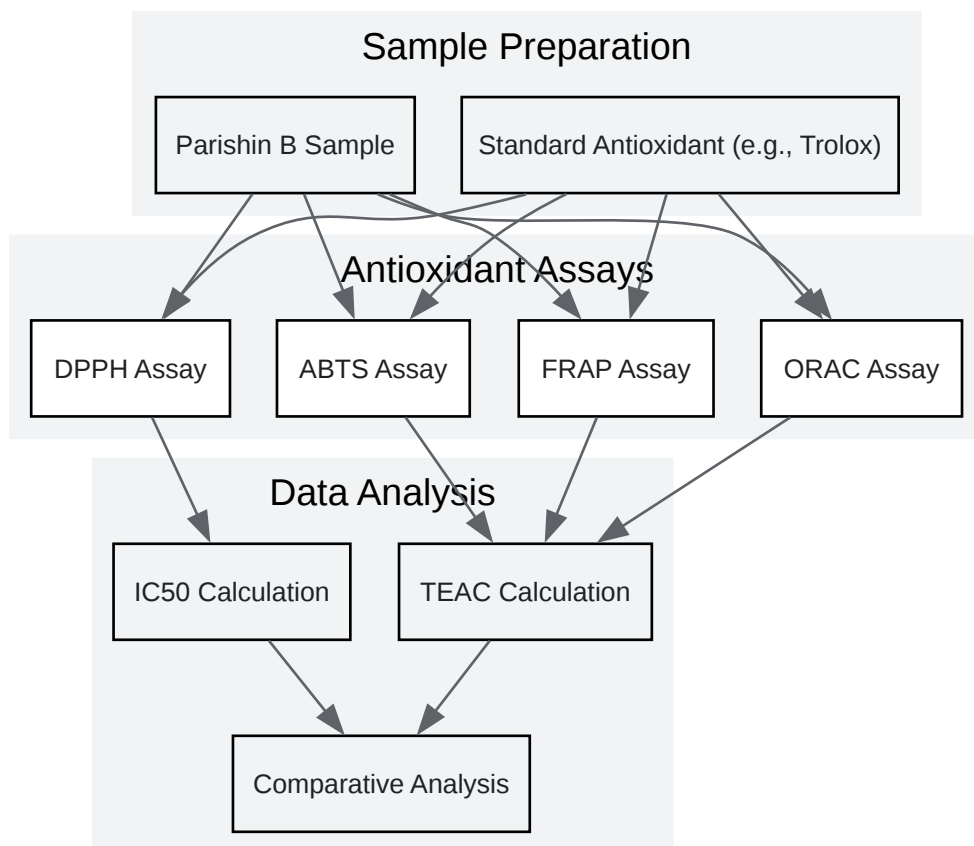 Sample Preparation
Parishin B Sample
Standard Antioxidant (e.g., Trolox)
Antioxidant Assays
DPPH Assay
ABTS Assay
FRAP Assay
ORAC Assay
Data Analysis
IC50 Calculation
TEAC Calculation
Comparative Analysis